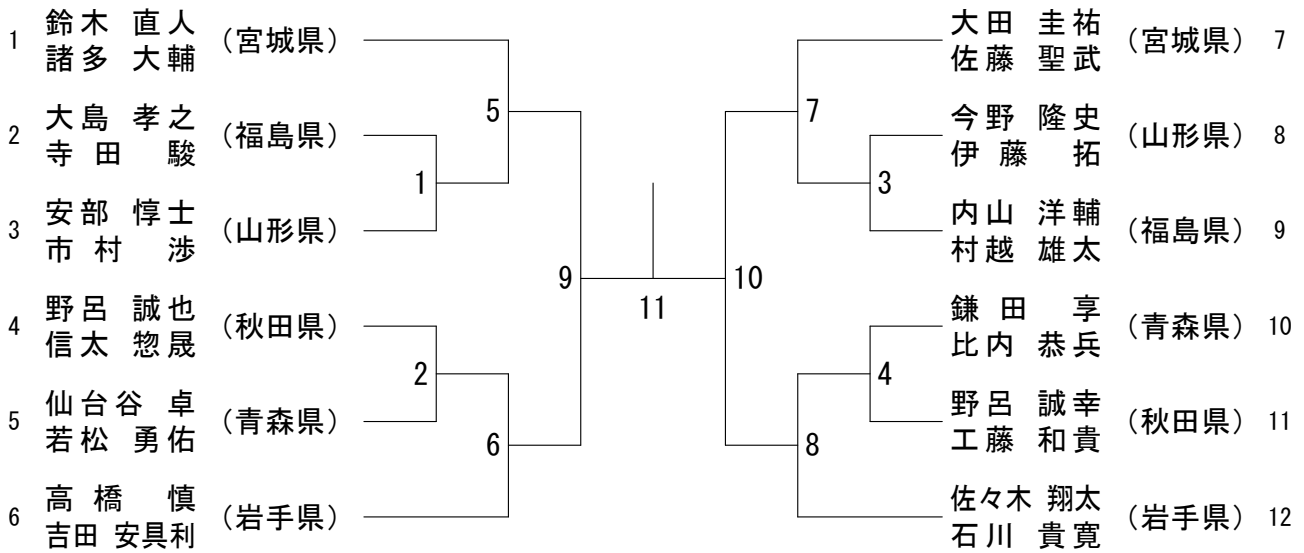 1 鈴木 直人 (宮城県)
諸多 大輔
2 大島 孝之 (福島県)
寺田 駿
3 安部 惇士 (山形県)
市村 渉
4 野呂 誠也 (秋田県)
信太 惣晟
5 仙台谷 卓 (青森県)
若松 勇佑
6 高橋 慎 (岩手県)
吉田 安具利
5
1
2
6
9
11
10
7
3
4
8
大田 圭祐 (宮城県) 7
佐藤 聖武
今野 隆史 (山形県) 8
伊藤 拓
内山 洋輔 (福島県) 9
村越 雄太
鎌田 享 (青森県) 10
比内 恭兵
野呂 誠幸 (秋田県) 11
工藤 和貴
佐々木 翔太 (岩手県) 12
石川 貴寛